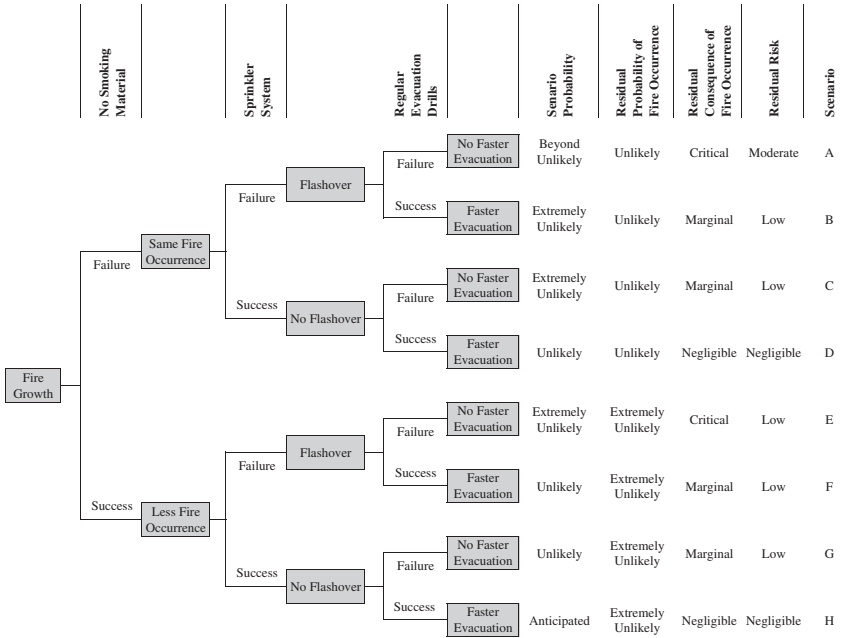 No Smoking
Material
Sprinkler
System
Regular
Evacuation
Drills
Senario
Probability
Residual
Probability of
Fire Occurrence
Residual
Consequence of
Fire Occurrence
Residual Risk
Scenario
Fire
Growth
Failure
Same Fire
Occurrence
Success
Less Fire
Occurrence
Failure
Flashover
Success
No Flashover
Failure
Flashover
Success
No Flashover
Failure
No Faster
Evacuation
Beyond
Unlikely
Unlikely
Critical
Moderate
A
Success
Faster
Evacuation
Extremely
Unlikely
Unlikely
Marginal
Low
B
Failure
No Faster
Evacuation
Extremely
Unlikely
Unlikely
Marginal
Low
C
Success
Faster
Evacuation
Unlikely
Unlikely
Negligible
Negligible
D
Failure
No Faster
Evacuation
Extremely
Unlikely
Extremely
Unlikely
Critical
Low
E
Success
Faster
Evacuation
Unlikely
Extremely
Unlikely
Marginal
Low
F
Failure
No Faster
Evacuation
Unlikely
Extremely
Unlikely
Marginal
Low
G
Success
Faster
Evacuation
Anticipated
Extremely
Unlikely
Negligible
Negligible
H